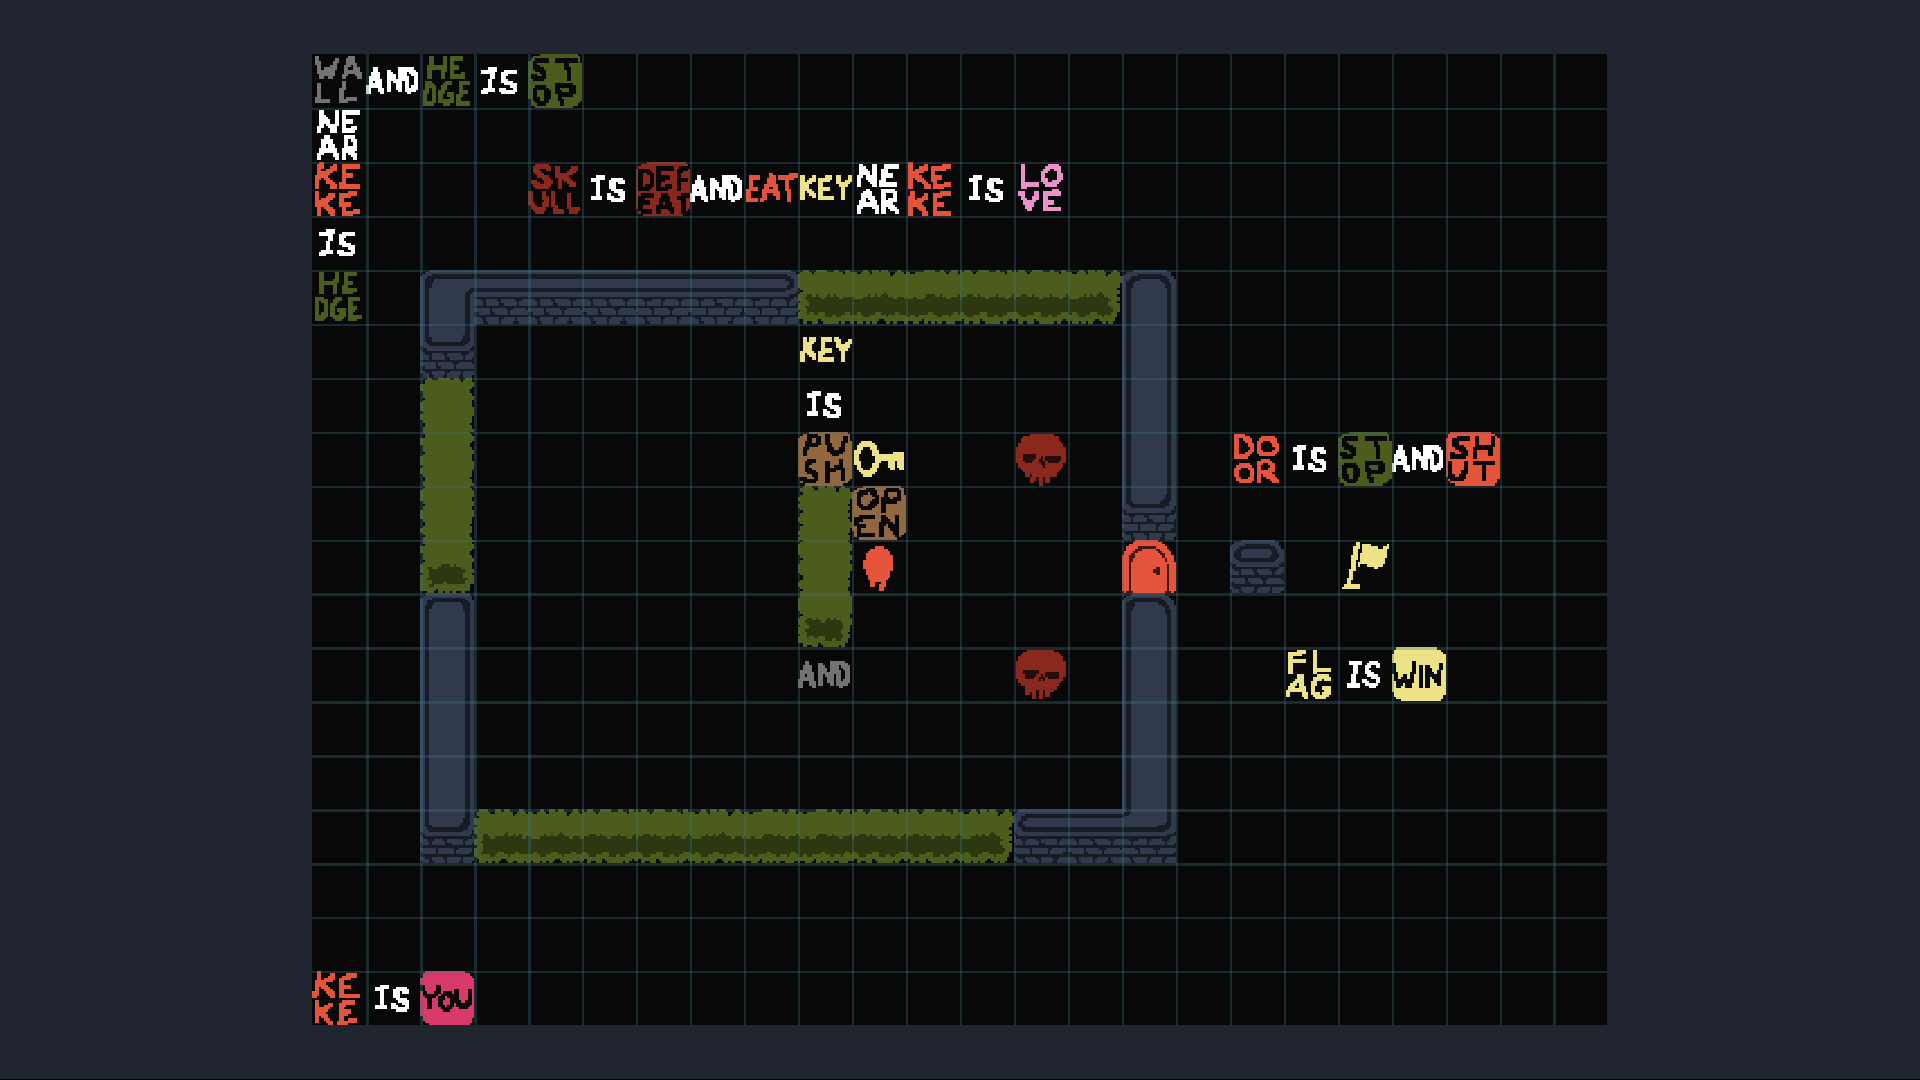 WALL AND HEDGE IS STOP
NEAR
KEKE SKULL IS DEFEAT AND EAT KEY NEAR KEKE IS LOVE
IS
HEDGE
KEY
IS
PUSH DOOR IS STOP AND SHUT
OPEN
AND FLAG IS WIN
KEKE IS YOU